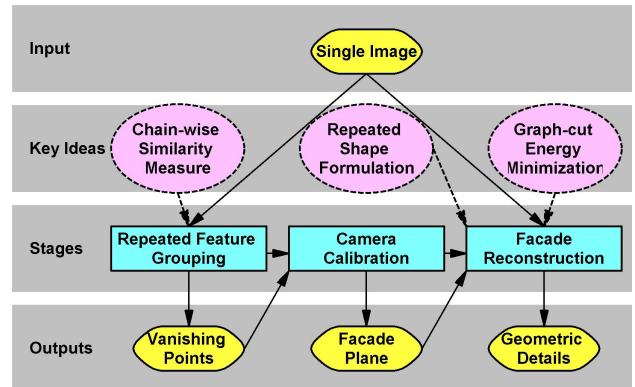 Input
Single Image
Key Ideas
Chain-wise
Similarity
Measure
Repeated
Shape
Formulation
Graph-cut
Energy
Minimization
Stages
Repeated Feature
Grouping
Camera
Calibration
Facade
Reconstruction
Outputs
Vanishing
Points
Facade
Plane
Geometric
Details